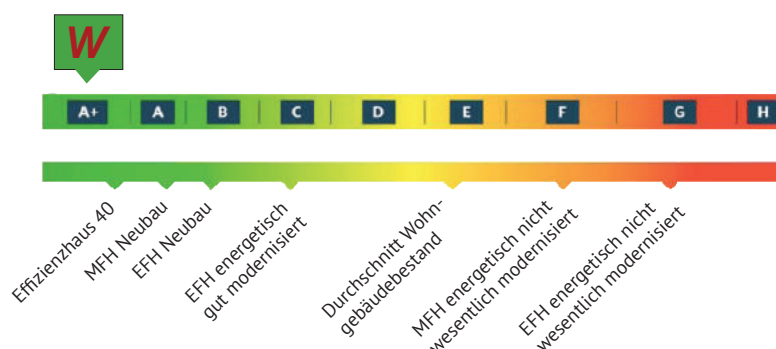 W
A+ A B C D E F G H
Effizienzhaus 40
MFH Neubau
EFH Neubau
EFH energetisch
gut modernisiert
Durchschnitt Wohn-
gebäudebestand
MFH energetisch nicht
wesentlich modernisiert
EFH energetisch nicht
wesentlich modernisiert